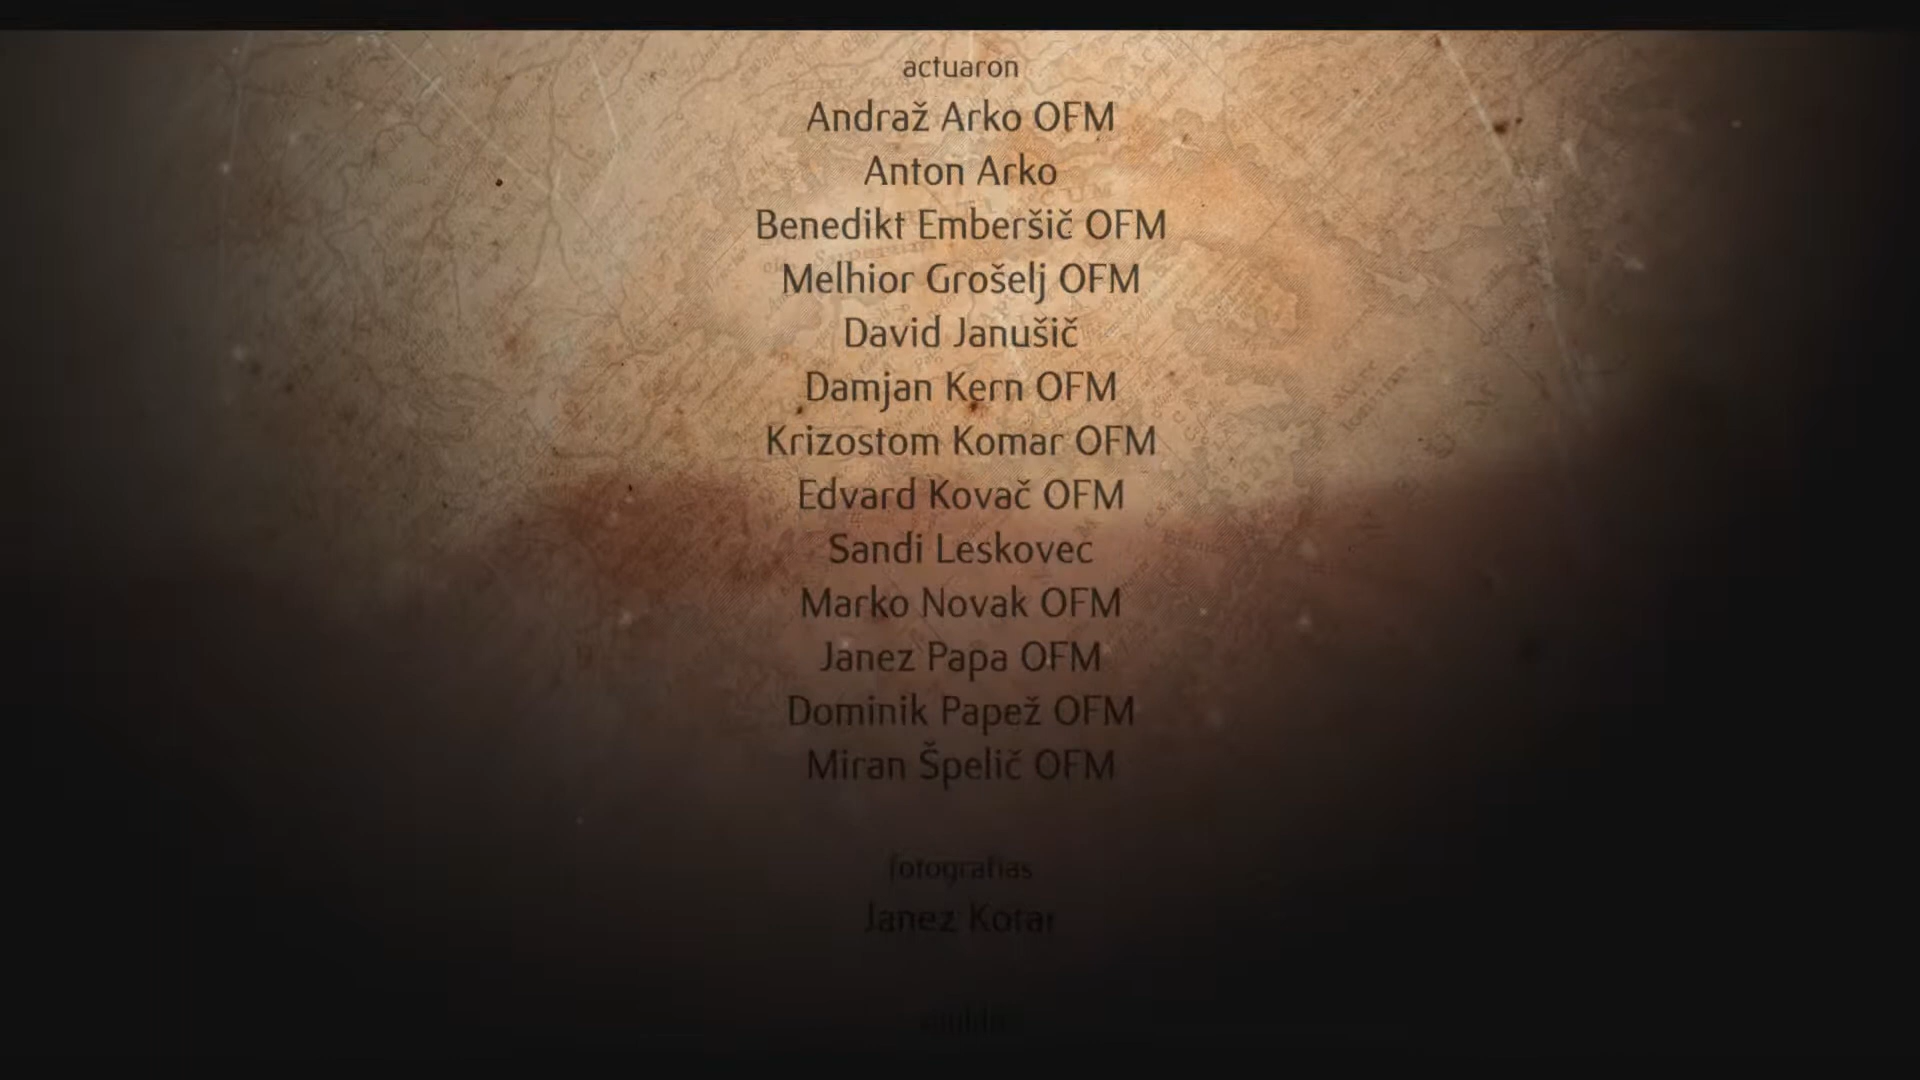 actuaron
Andraž Arko OFM
Anton Arko
Benedikt Emberšič OFM
Melhior Grošelj OFM
David Janušič
Damjan Kern OFM
Krizostom Komar OFM
Edvard Kovač OFM
Sandi Leskovec
Marko Novak OFM
Janez Papa OFM
Dominik Papež OFM
Miran Špelič OFM
fotografias
Janez Kotar